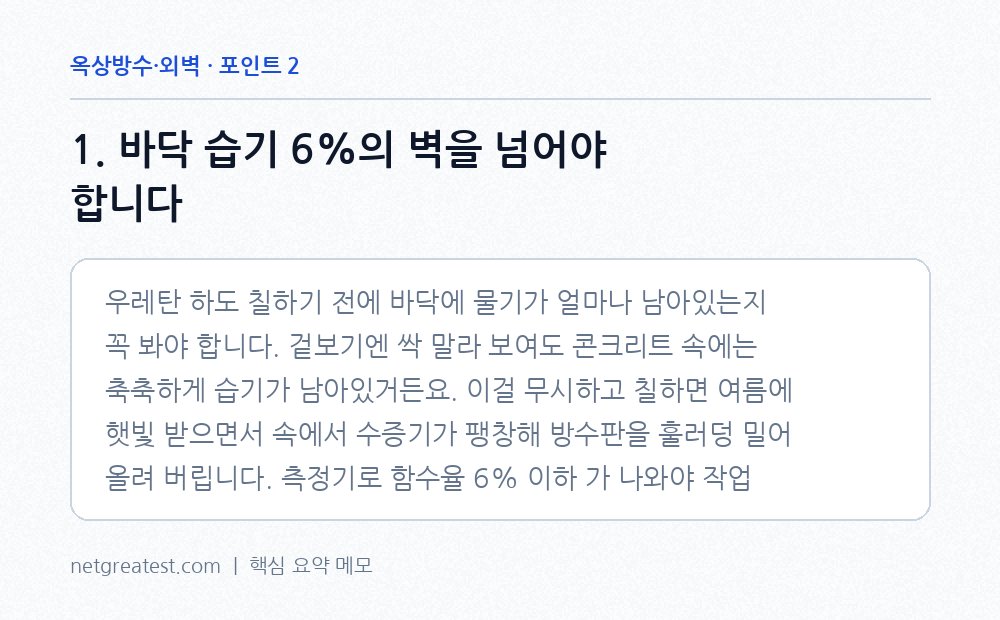 옥상방수·외벽 · 포인트 2
1. 바닥 습기 6%의 벽을 넘어야
합니다
우레탄 하도 칠하기 전에 바닥에 물기가 얼마나 남아있는지
꼭 봐야 합니다. 겉보기엔 싹 말라 보여도 콘크리트 속에는
축축하게 습기가 남아있거든요. 이걸 무시하고 칠하면 여름에
햇빛 받으면서 속에서 수증기가 팽창해 방수판을 훌러덩 밀어
올려 버립니다. 측정기로 함수율 6% 이하 가 나와야 작업
netgreatest.com | 핵심 요약 메모